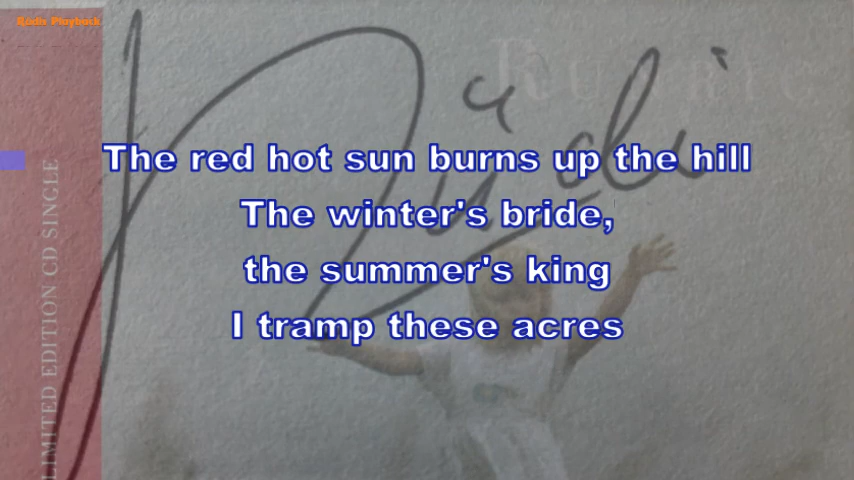 Rádio Playback
The red hot sun burns up the hill
The winter's bride,
the summer's king
I tramp these acres
LIMITED EDITION CD SINGLE